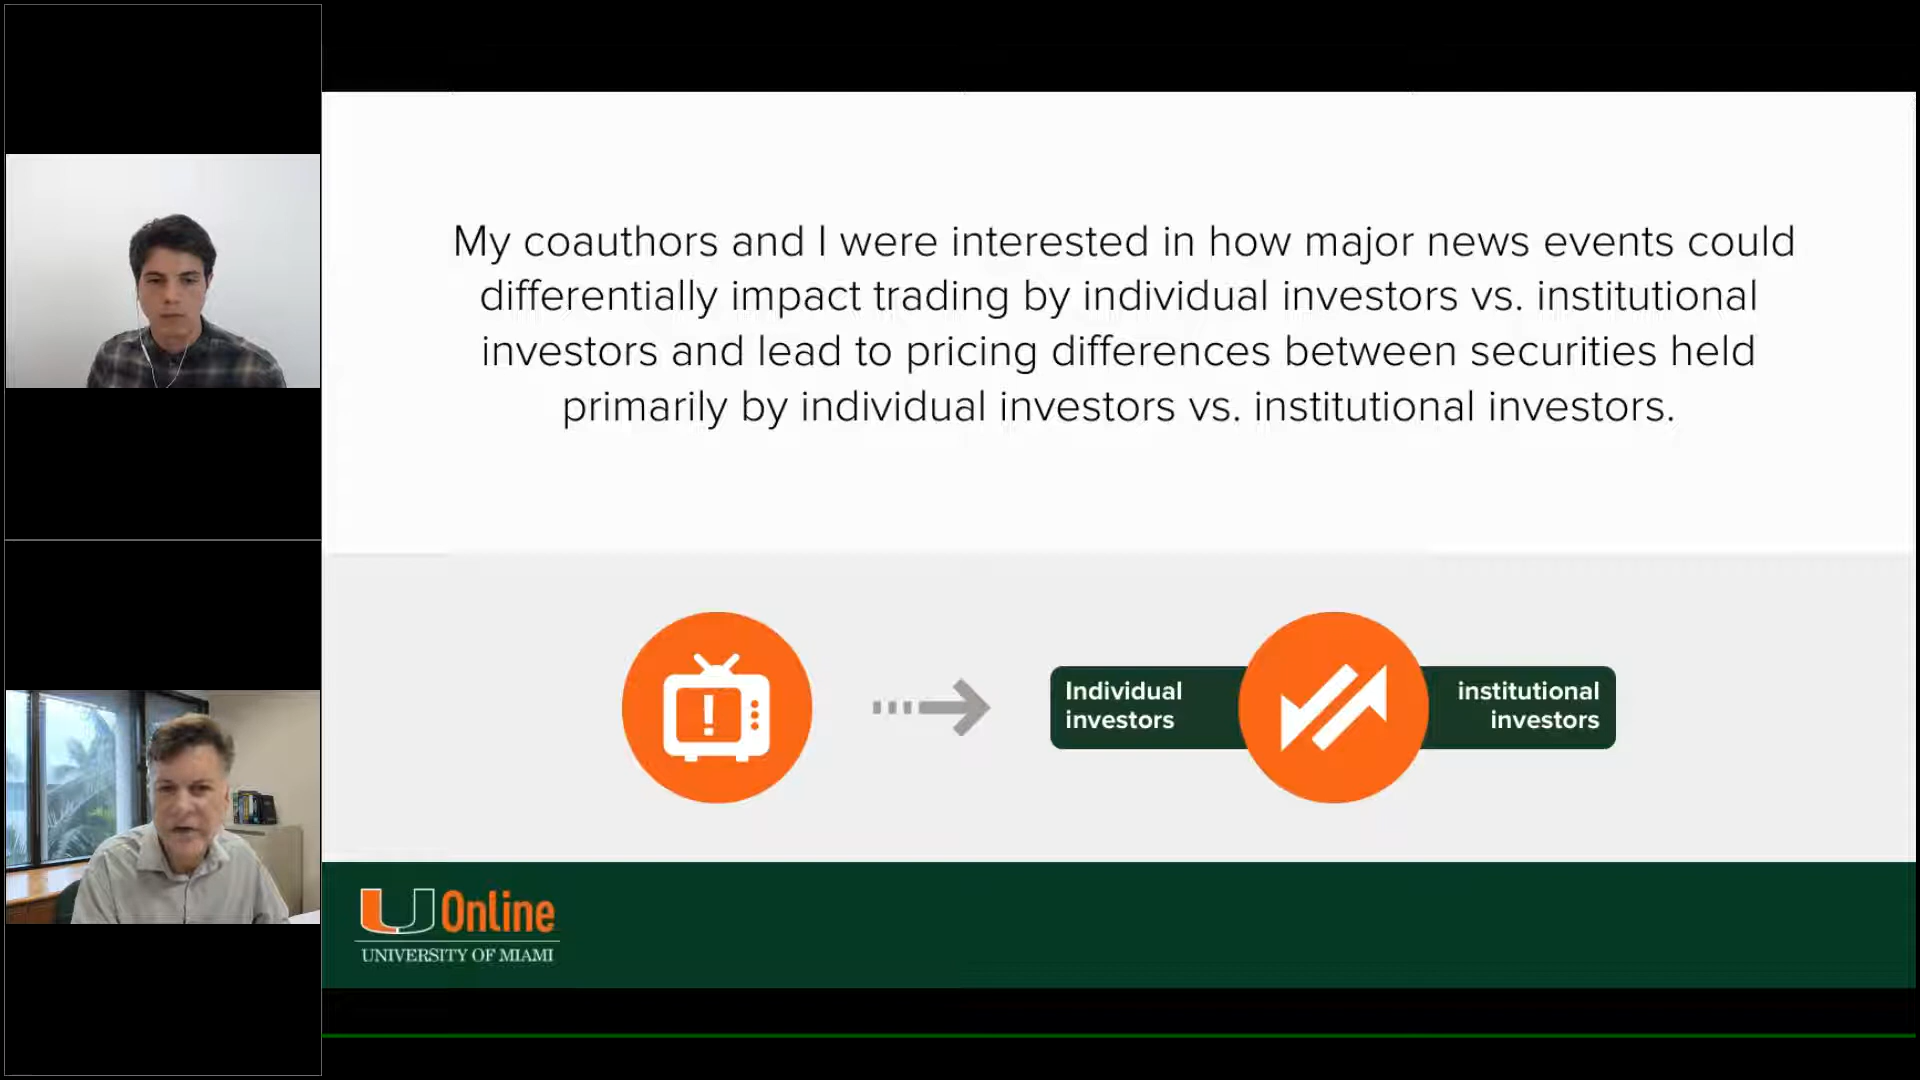 My coauthors and I were interested in how major news events could
differentially impact trading by individual investors vs. institutional
investors and lead to pricing differences between securities held
primarily by individual investors vs. institutional investors.
!
Individual
investors
institutional
investors
U Online
UNIVERSITY OF MIAMI